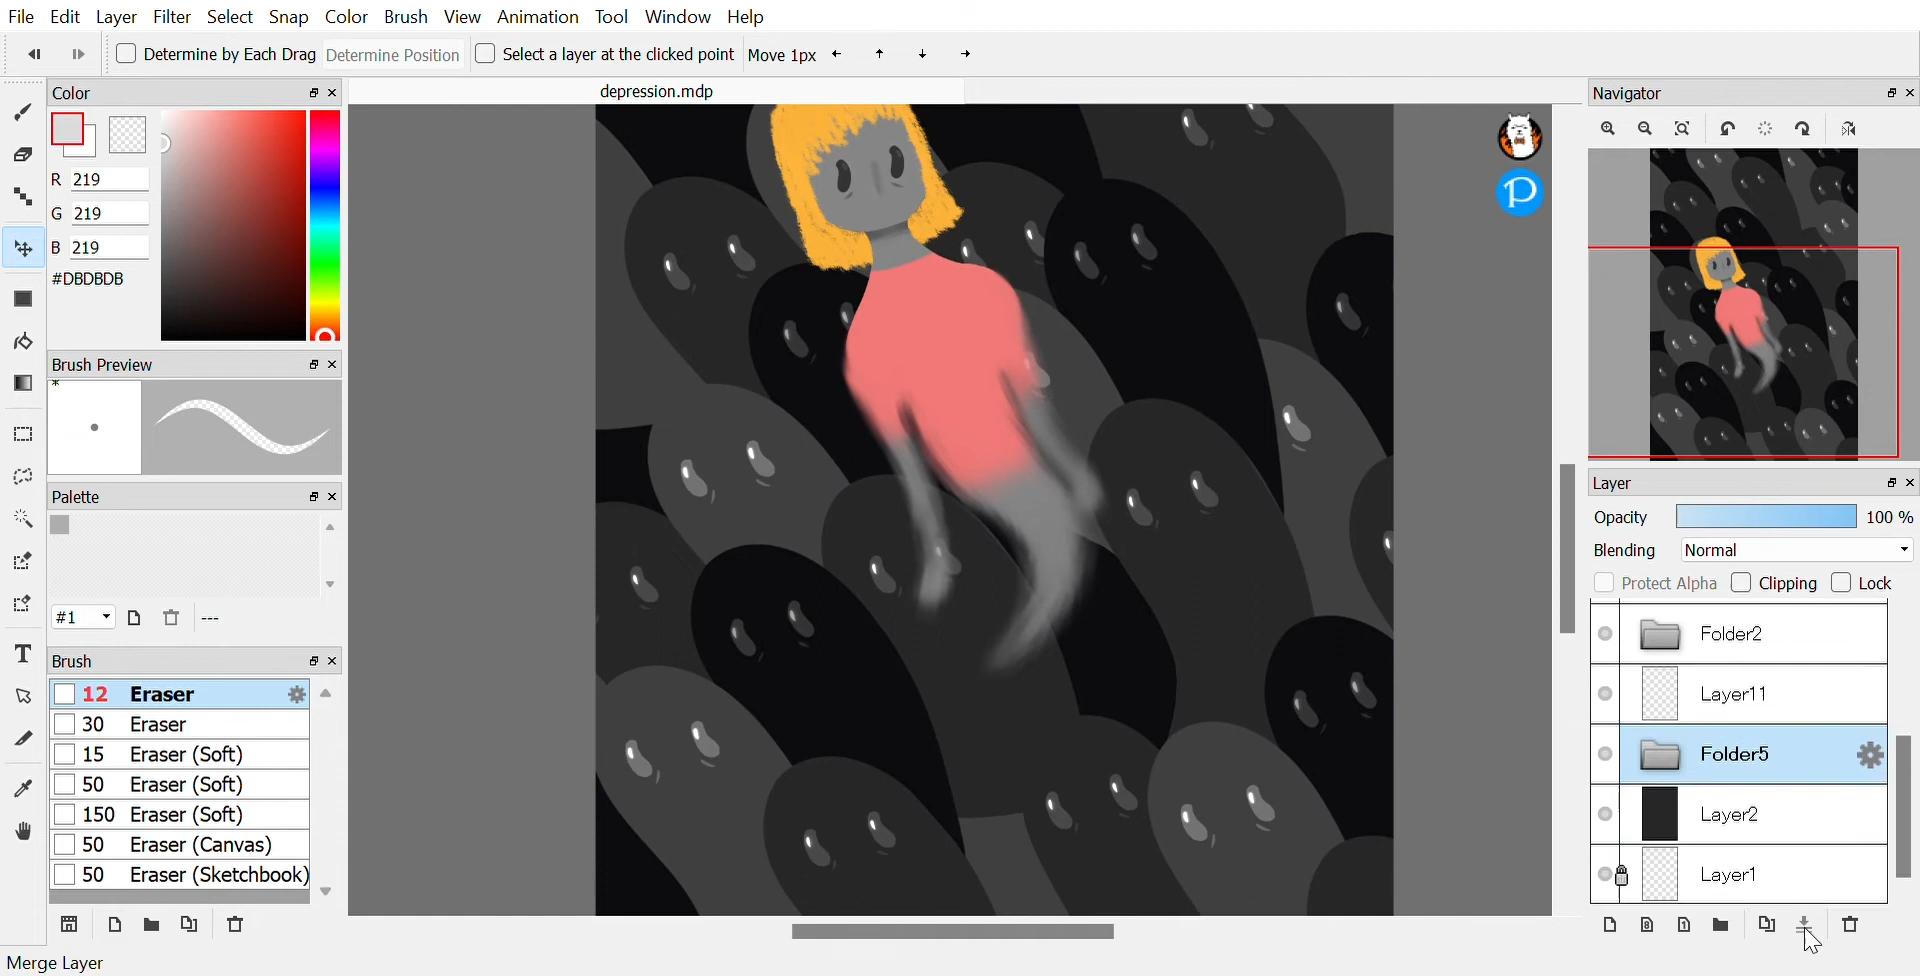 File Edit Layer Filter Select Snap Color Brush View Animation Tool Window Help
Determine by Each Drag Determine Position Select a layer at the clicked point Move 1px
Color
depression.mdp
Navigator
R 219
G 219
B 219
#DBDBDB
Brush Preview
*
Palette
#1
---
Brush
12 Eraser
30 Eraser
15 Eraser (Soft)
50 Eraser (Soft)
150 Eraser (Soft)
50 Eraser (Canvas)
50 Eraser (Sketchbook)
P
Layer
Opacity 100 %
Blending Normal
Protect Alpha Clipping Lock
Folder2
Layer11
Folder5
Layer2
Layer1
T
8
1
Merge Layer